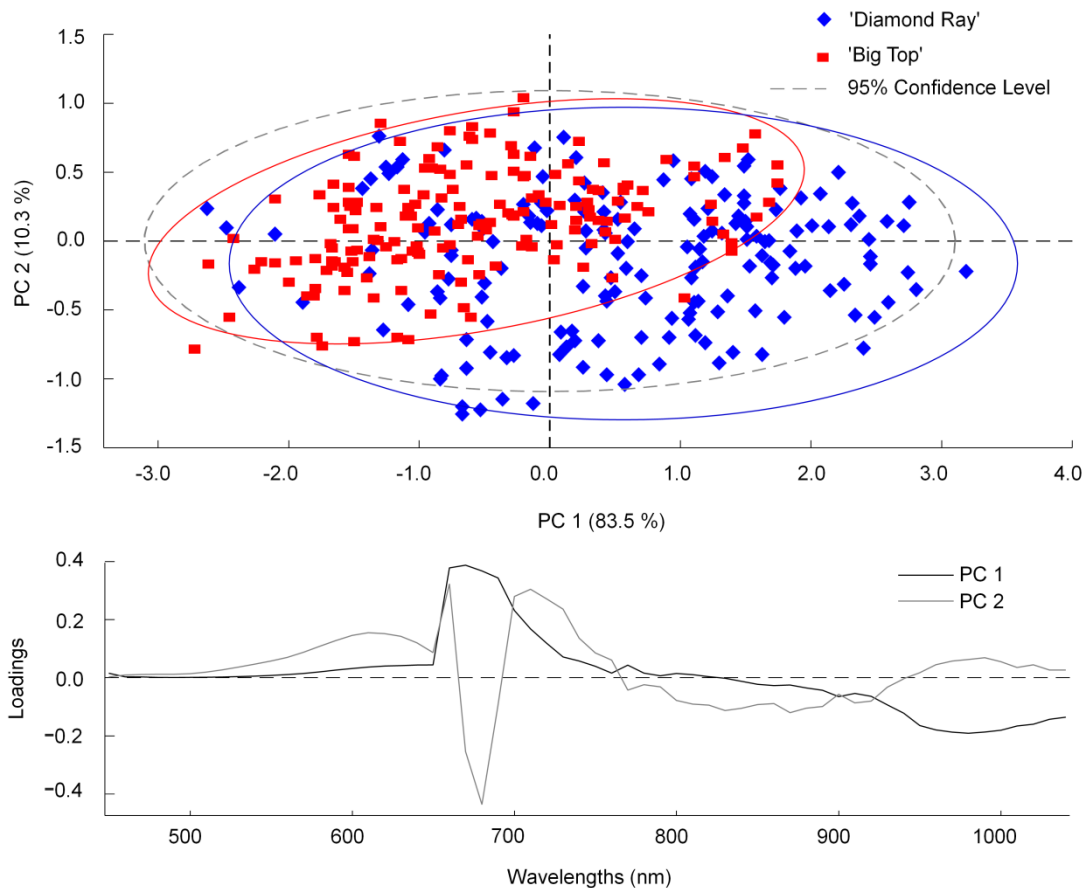 'Diamond Ray'
'Big Top'
95% Confidence Level
PC 2 (10.3 %)
1.5
1.0
0.5
0.0
-0.5
-1.0
-1.5
-3.0 -2.0 -1.0 0.0 1.0 2.0 3.0 4.0
PC 1 (83.5 %)
PC 1
PC 2
Loadings
0.4
0.2
0.0
−0.2
−0.4
500 600 700 800 900 1000
Wavelengths (nm)